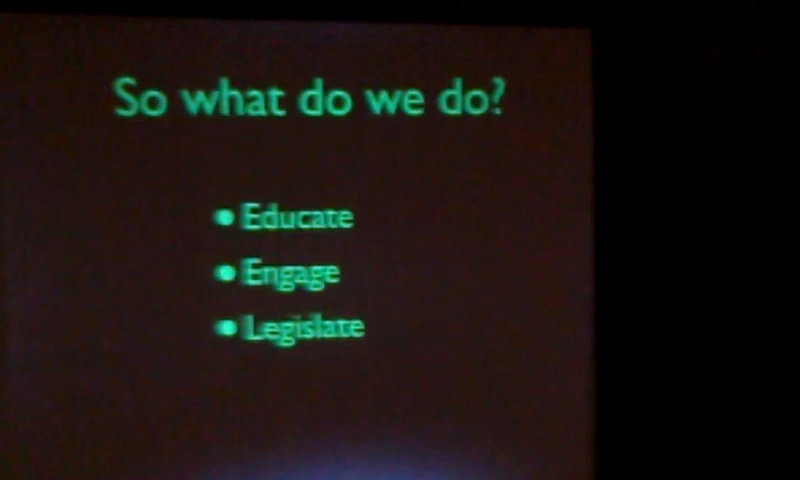 So what do we do?
• Educate
• Engage
• Legislate